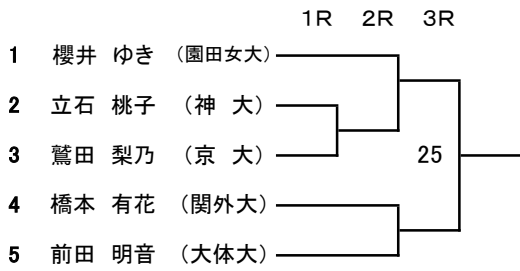 1R 2R 3R
1 櫻井 ゆき (園田女大)
2 立石 桃子 (神 大)
3 鷲田 梨乃 (京 大) 25
4 橋本 有花 (関外大)
5 前田 明音 (大体大)